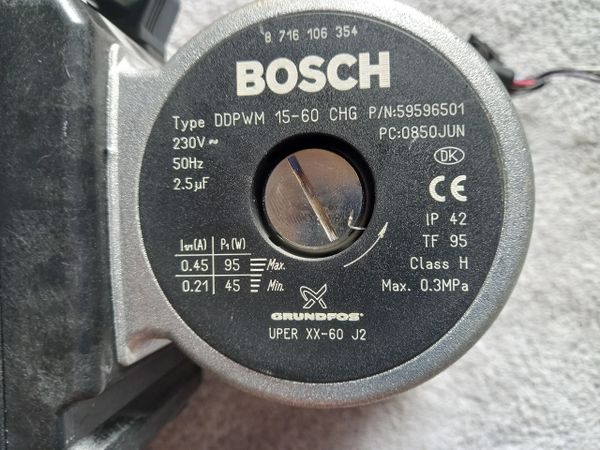 8 716 106 354
BOSCH
Type DDPWM 15-60 CHG P/N:59596501
230V~ PC:0850JUN
50Hz DK
2.5µF CE
IP 42
TF 95
I1/1(A) P1(W) Class H
0.45 95 Max. Max. 0.3MPa
0.21 45 Min.
GRUNDFOS
UPER XX-60 J2